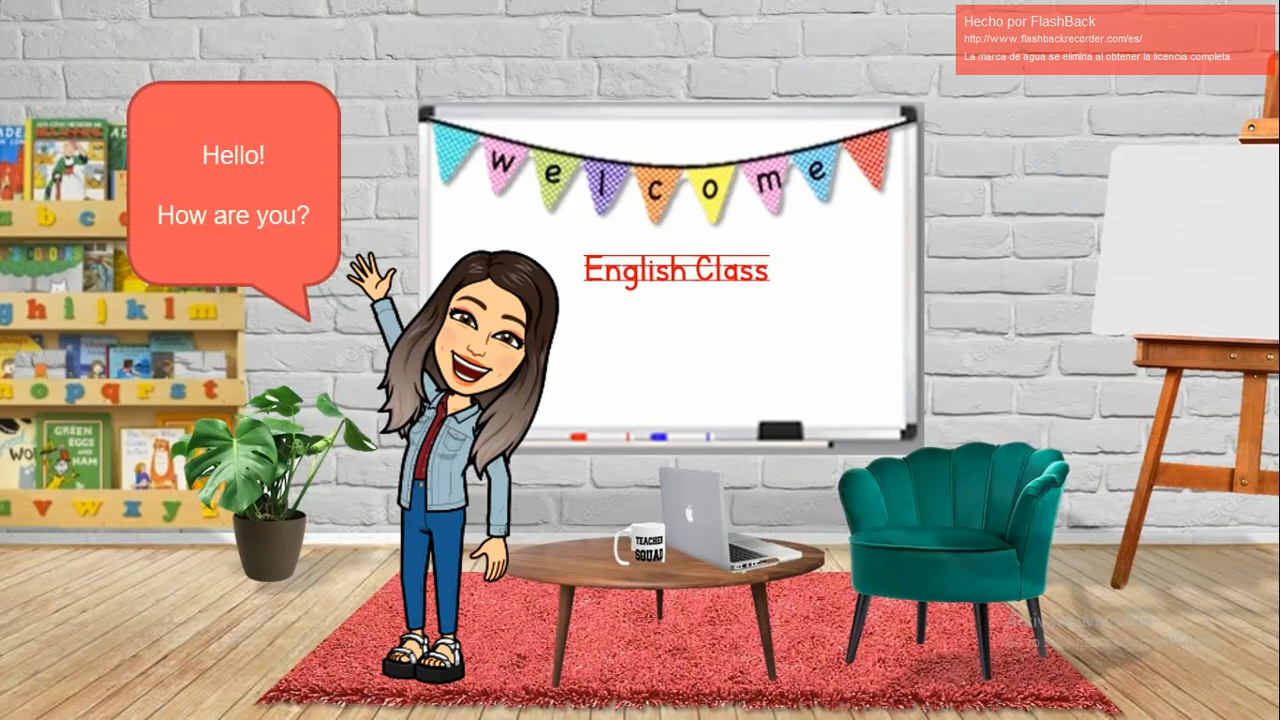 Hecho por FlashBack
http://www.flashbackrecorder.com/es/
La marca de agua se elimina al obtener la licencia completa
Hello!
How are you?
welcome
English Class
a b c
g h i j k l m
n o p q r s t
GREEN
EGGS
AND
HAM
u v w x y z
TEACHER
SQUAD